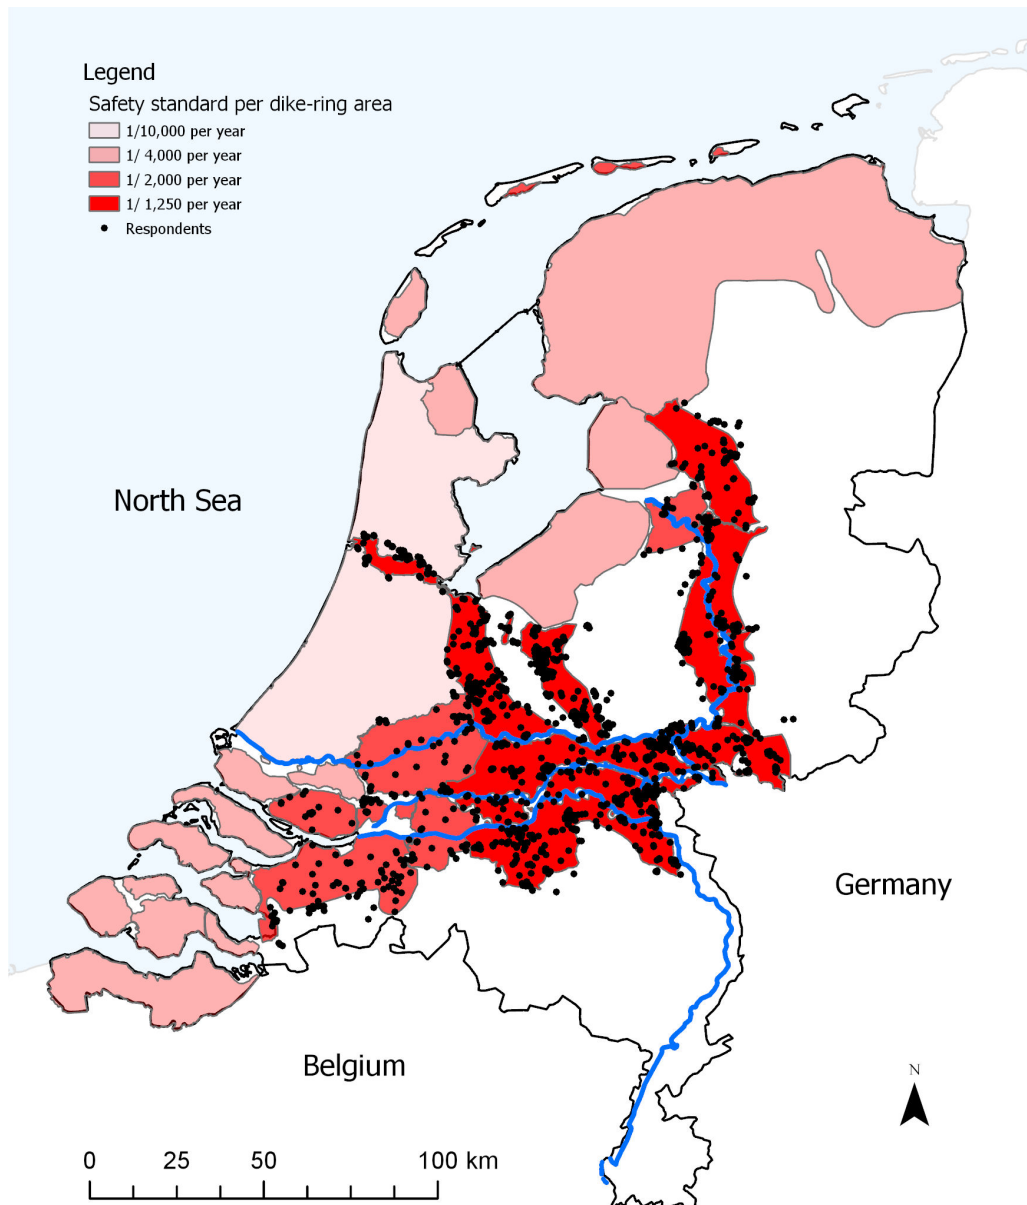 Legend
Safety standard per dike-ring area
1/10,000 per year
1/ 4,000 per year
1/ 2,000 per year
1/ 1,250 per year
Respondents
North Sea
Germany
Belgium
N
0 25 50 100 km